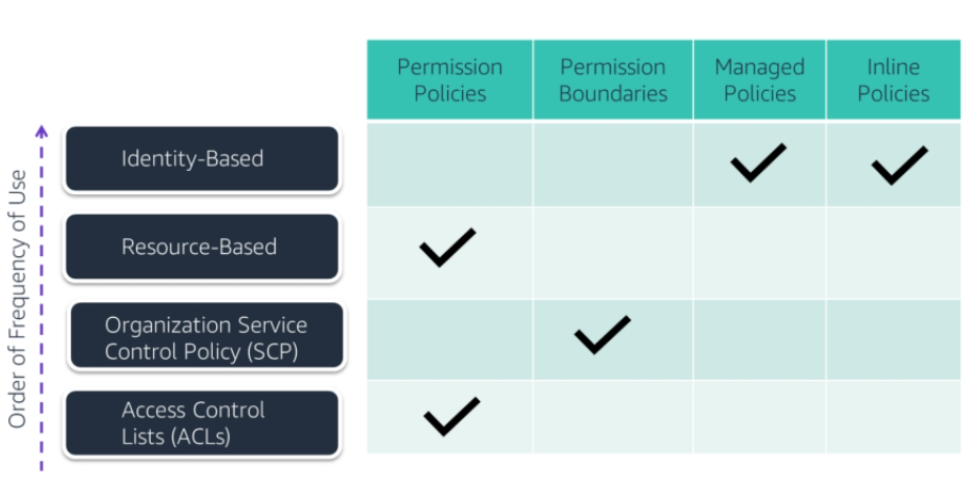 Permission
Policies
Permission
Boundaries
Managed
Policies
Inline
Policies
Order of Frequency of Use
Identity-Based
Resource-Based
Organization Service
Control Policy (SCP)
Access Control
Lists (ACLs)